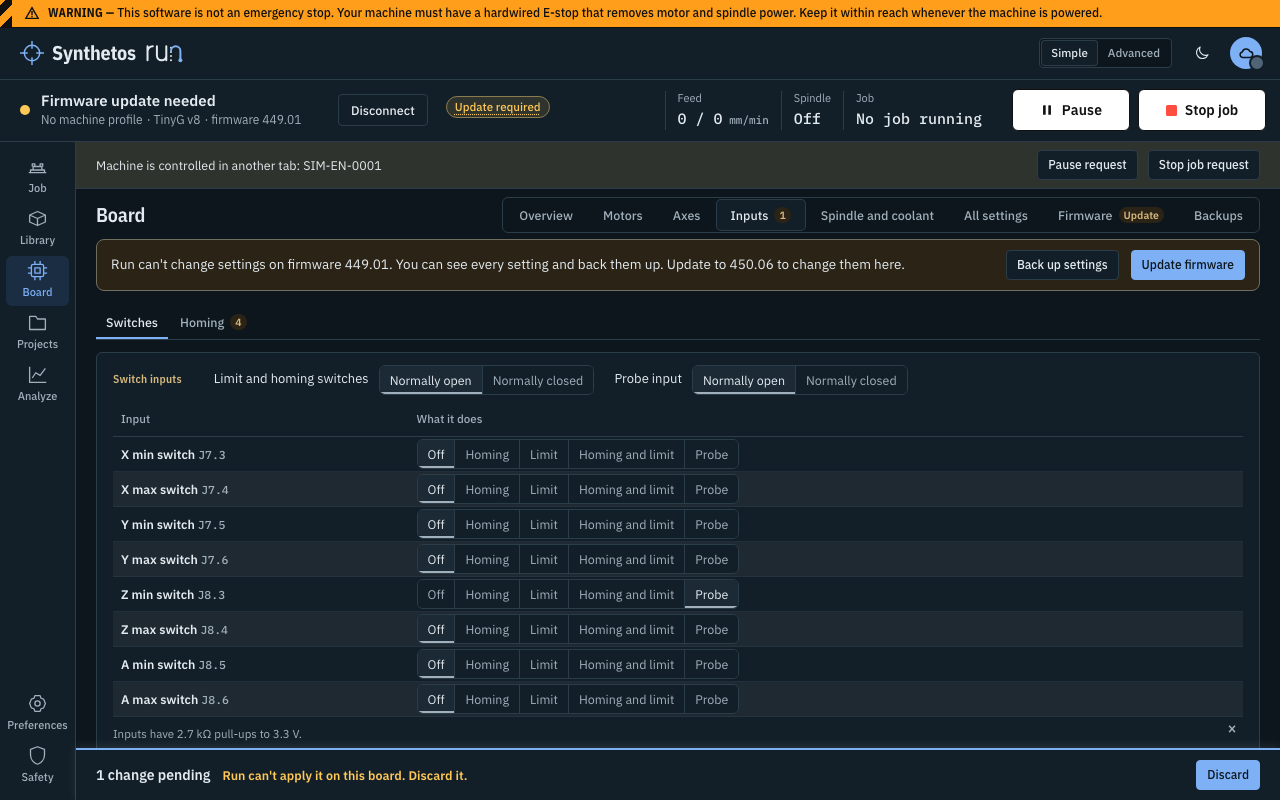 WARNING — This software is not an emergency stop. Your machine must have a hardwired E-stop that removes motor and spindle power. Keep it within reach whenever the machine is powered.
Synthetos run
Simple Advanced
Firmware update needed
No machine profile · TinyG v8 · firmware 449.01
Disconnect
Update required
Feed
0 / 0 mm/min
Spindle
Off
Job
No job running
Pause
Stop job
Machine is controlled in another tab: SIM-EN-0001
Pause request
Stop job request
Job
Library
Board
Projects
Analyze
Preferences
Safety
Board
Overview Motors Axes Inputs 1 Spindle and coolant All settings Firmware Update Backups
Run can't change settings on firmware 449.01. You can see every setting and back them up. Update to 450.06 to change them here.
Back up settings
Update firmware
Switches Homing 4
Switch inputs Limit and homing switches Normally open Normally closed Probe input Normally open Normally closed
Input What it does
X min switch J7.3 Off Homing Limit Homing and limit Probe
X max switch J7.4 Off Homing Limit Homing and limit Probe
Y min switch J7.5 Off Homing Limit Homing and limit Probe
Y max switch J7.6 Off Homing Limit Homing and limit Probe
Z min switch J8.3 Off Homing Limit Homing and limit Probe
Z max switch J8.4 Off Homing Limit Homing and limit Probe
A min switch J8.5 Off Homing Limit Homing and limit Probe
A max switch J8.6 Off Homing Limit Homing and limit Probe
Inputs have 2.7 kΩ pull-ups to 3.3 V. ×
1 change pending Run can't apply it on this board. Discard it.
Discard